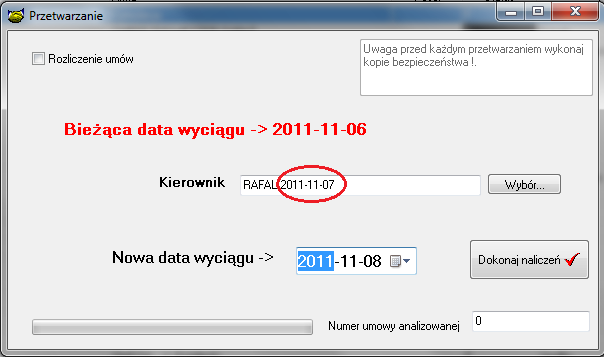 Przetwarzanie
Rozliczenie umów
Uwaga przed każdym przetwarzaniem wykonaj
kopie bezpieczeństwa !.
Bieżąca data wyciągu -> 2011-11-06
Kierownik
RAFAL 2011-11-07
Wybór...
Nowa data wyciągu ->
2011-11-08
Dokonaj naliczeń
Numer umowy analizowanej
0